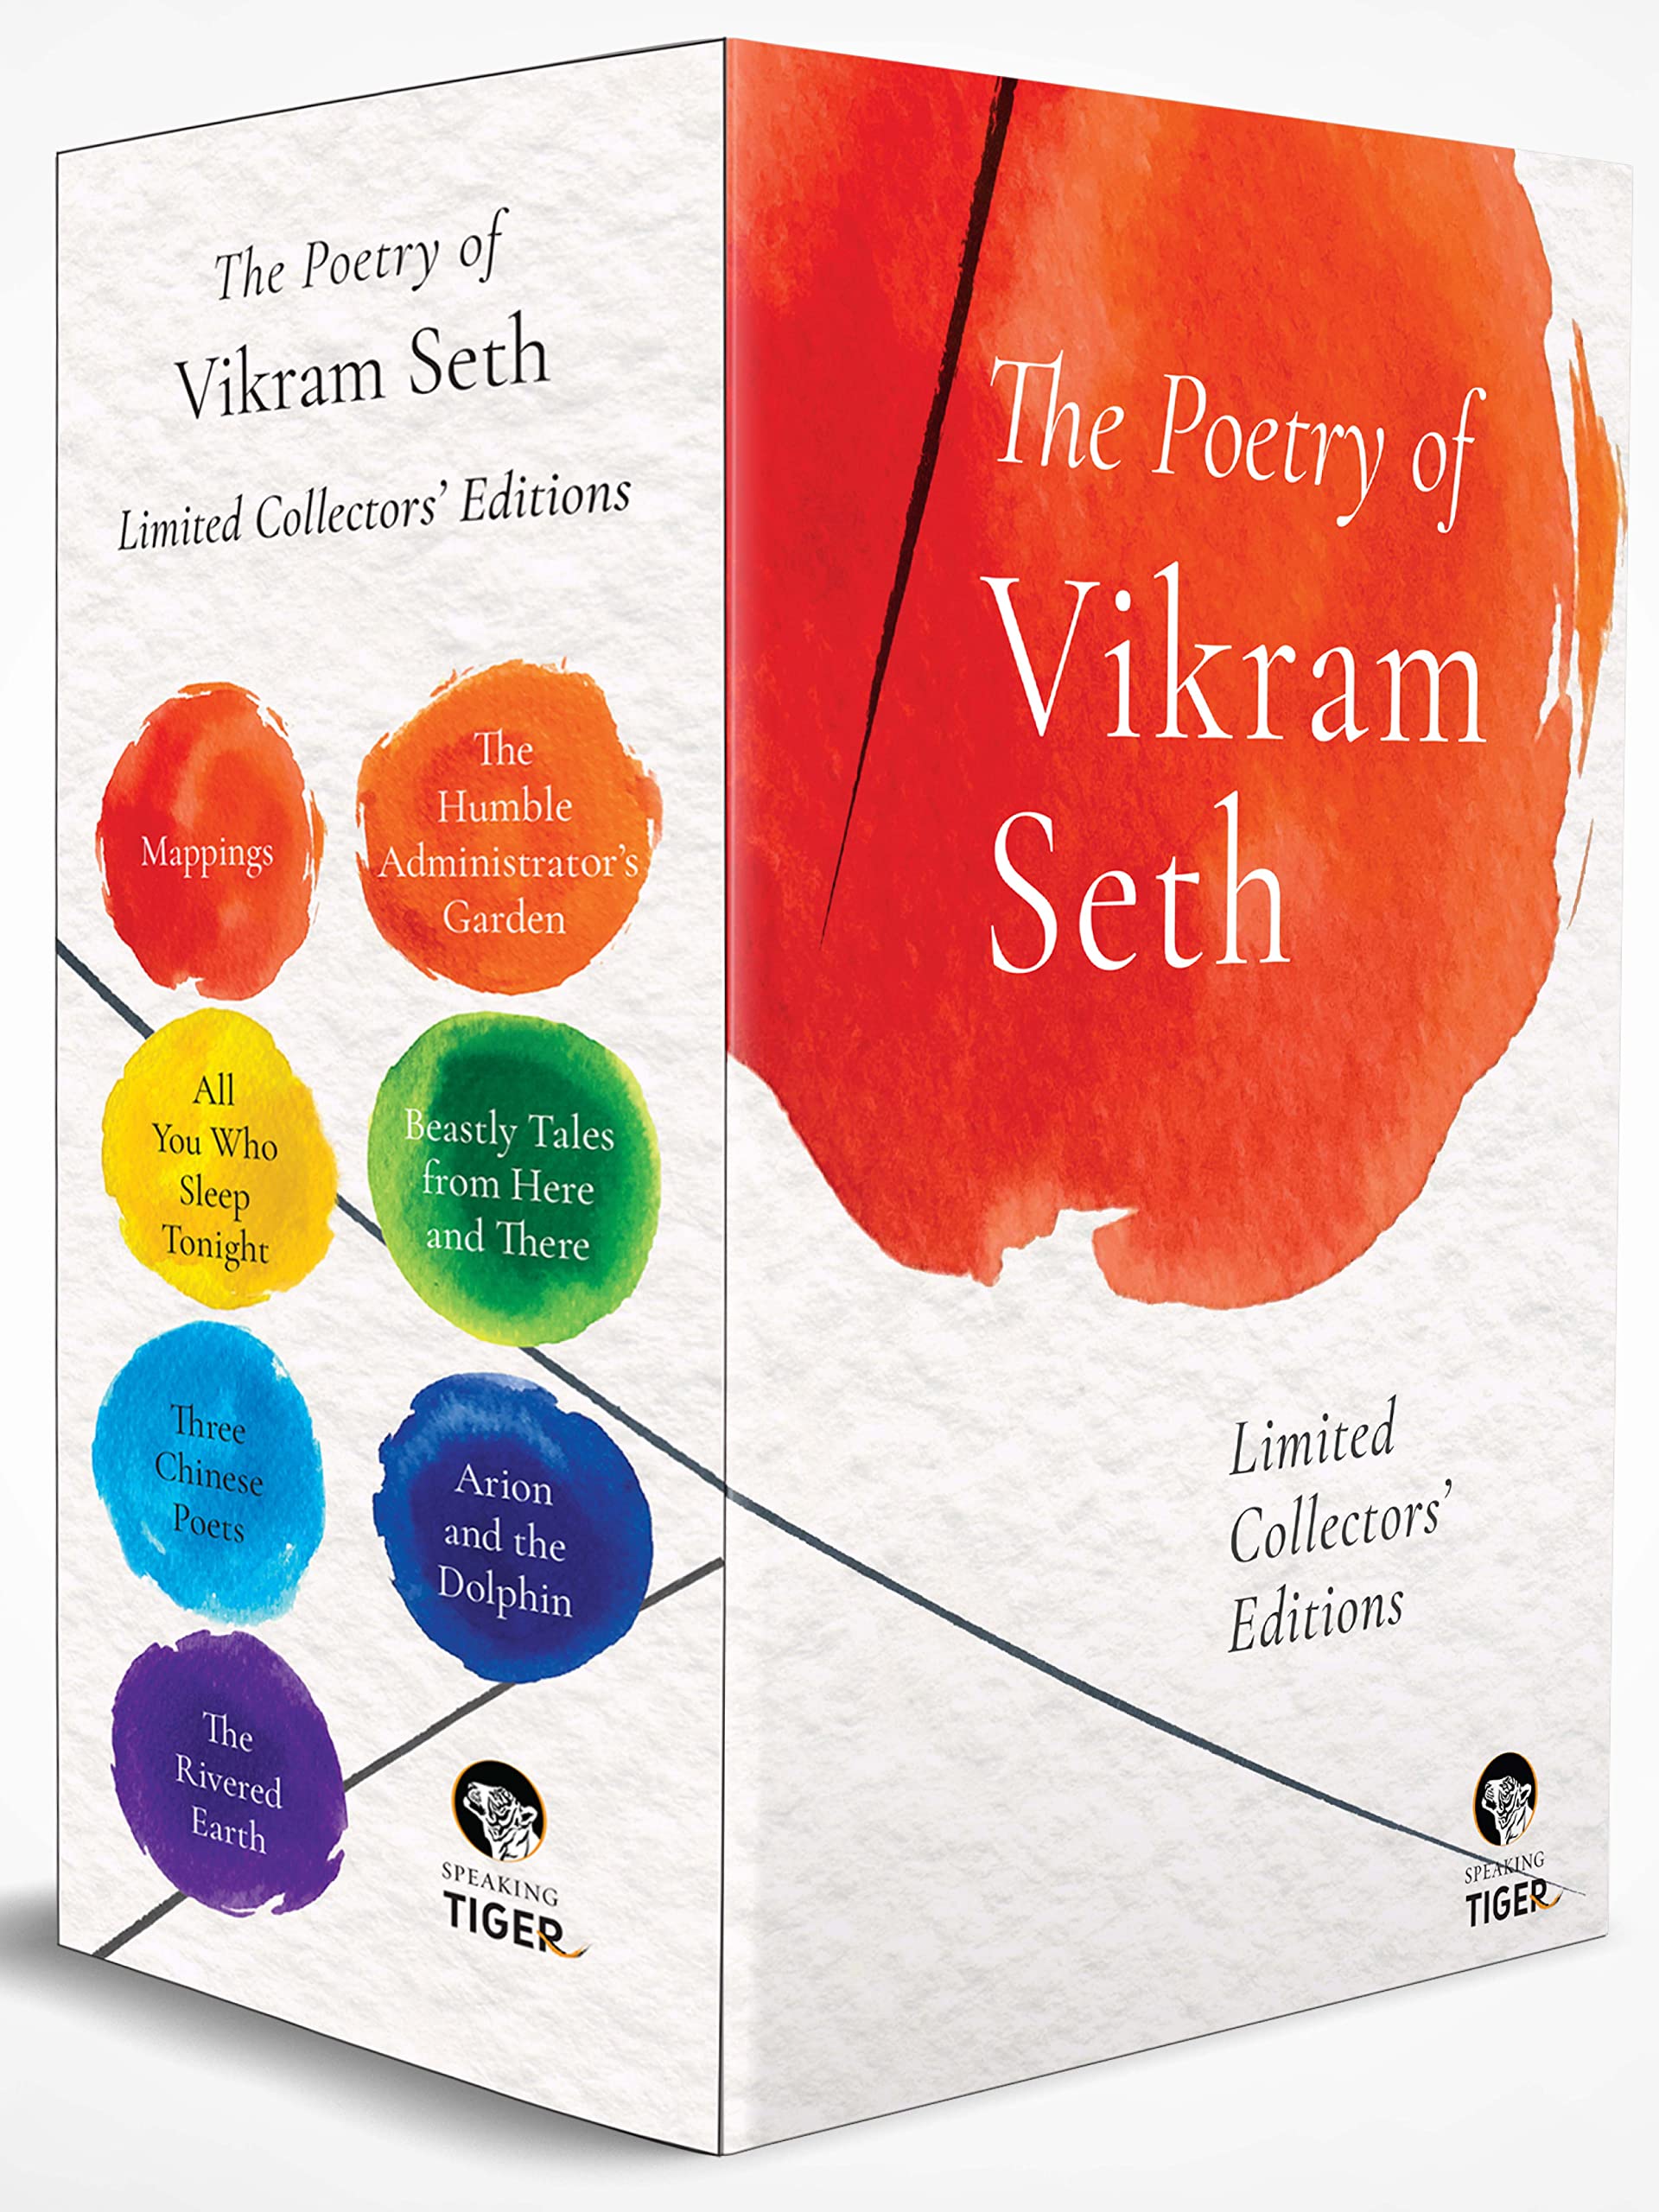 The Poetry of
Vikram Seth
Limited Collectors’ Editions
Mappings
The
Humble
Administrator’s
Garden
All
You Who
Sleep
Tonight
Beastly Tales
from Here
and There
Three
Chinese
Poets
Arion
and the
Dolphin
The
Rivered
Earth
SPEAKING
TIGER
The Poetry of
Vikram
Seth
Limited
Collectors’
Editions
SPEAKING
TIGER